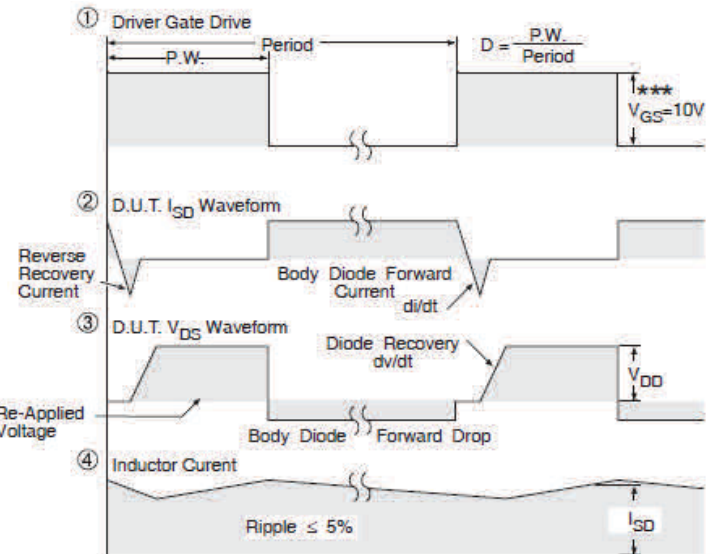 ① Driver Gate Drive
Period
P.W.
D = P.W.
Period
***
VGS=10V
② D.U.T. ISD Waveform
Reverse
Recovery
Current
Body Diode Forward
Current
di/dt
③ D.U.T. VDS Waveform
Diode Recovery
dv/dt
VDD
Re-Applied
Voltage
Body Diode
Forward Drop
④ Inductor Curent
Ripple ≤ 5%
ISD